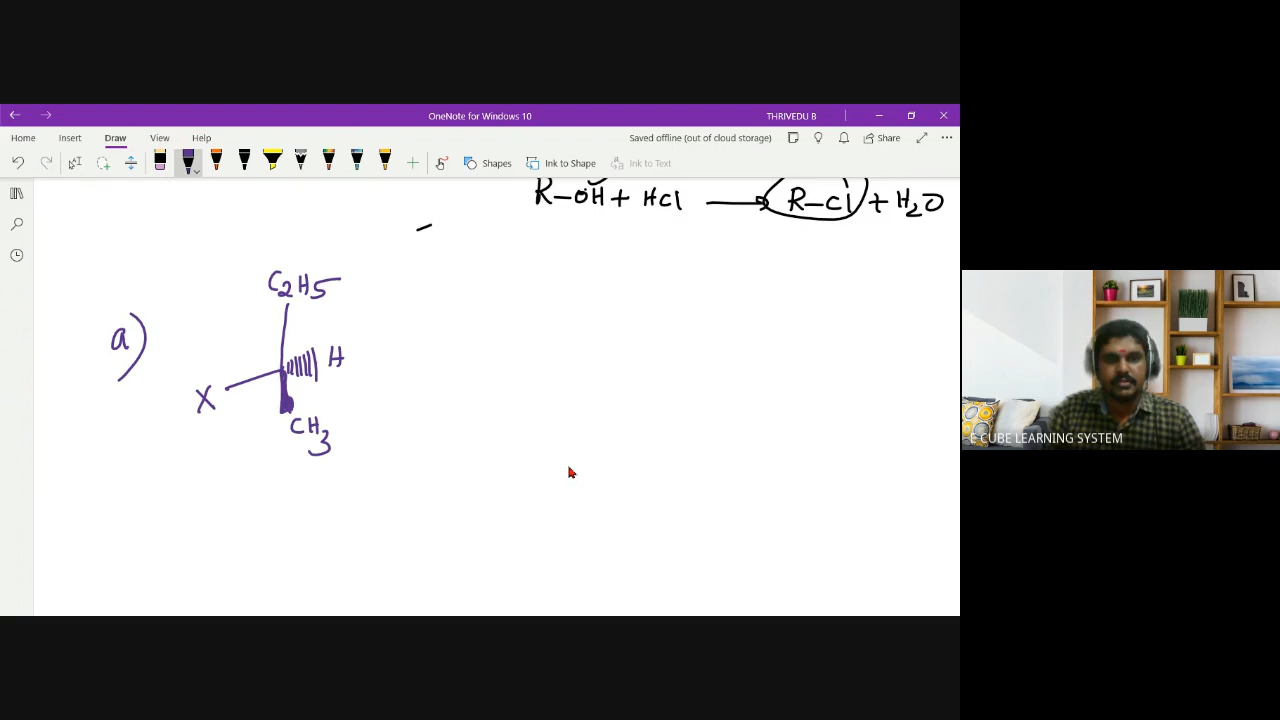 OneNote for Windows 10
THRIVEDU B
Home Insert Draw View Help
Saved offline (out of cloud storage)
Share
Shapes
Ink to Shape
Ink to Text
R-OH + HCl → R-Cl + H2O
C2H5
a)
H
X
CH3
E CUBE LEARNING SYSTEM